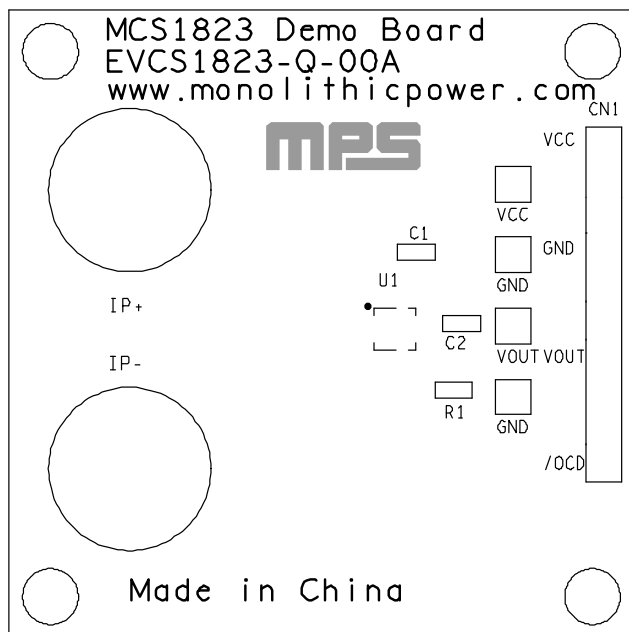 MCS1823 Demo Board
EVCS1823-Q-00A
www.monolithicpower.com
CN1
MPS
VCC
VCC
C1
GND
GND
U1
IP+
C2
VOUT VOUT
IP-
R1
GND
/OCD
Made in China